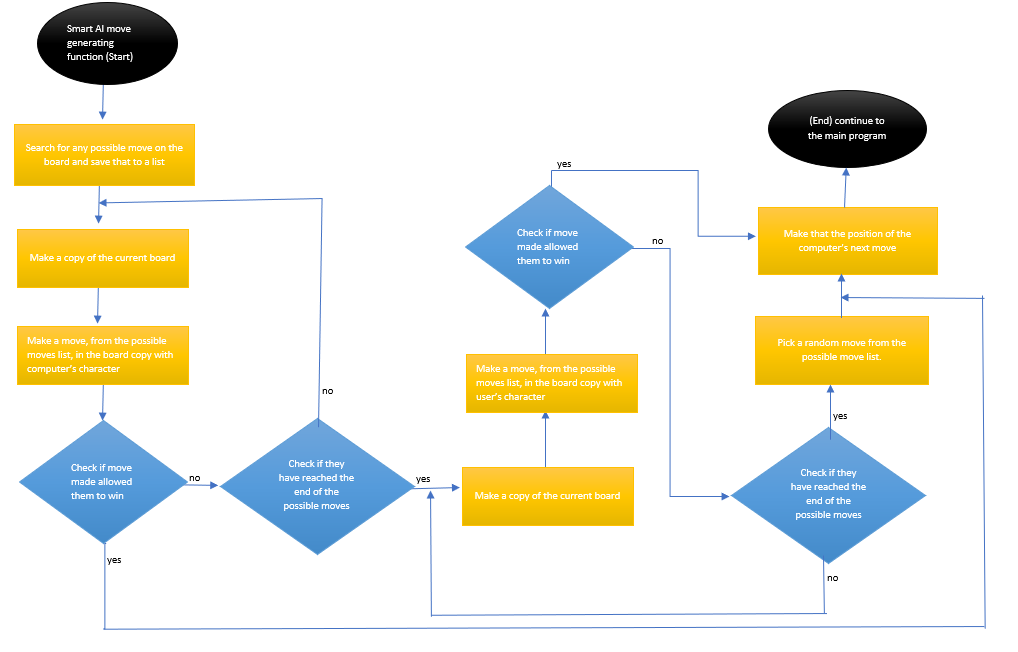 Smart AI move
generating
function (Start)
Search for any possible move on the
board and save that to a list
Make a copy of the current board
Make a move, from the possible
moves list, in the board copy with
computer's character
Check if move
made allowed
them to win
no
yes
Check if they
have reached the
end of the
possible moves
no
yes
Make a copy of the current board
Make a move, from the possible
moves list, in the board copy with
user's character
Check if move
made allowed
them to win
yes
no
Check if they
have reached the
end of the
possible moves
yes
no
Pick a random move from the
possible move list.
Make that the position of the
computer's next move
(End) continue to
the main program